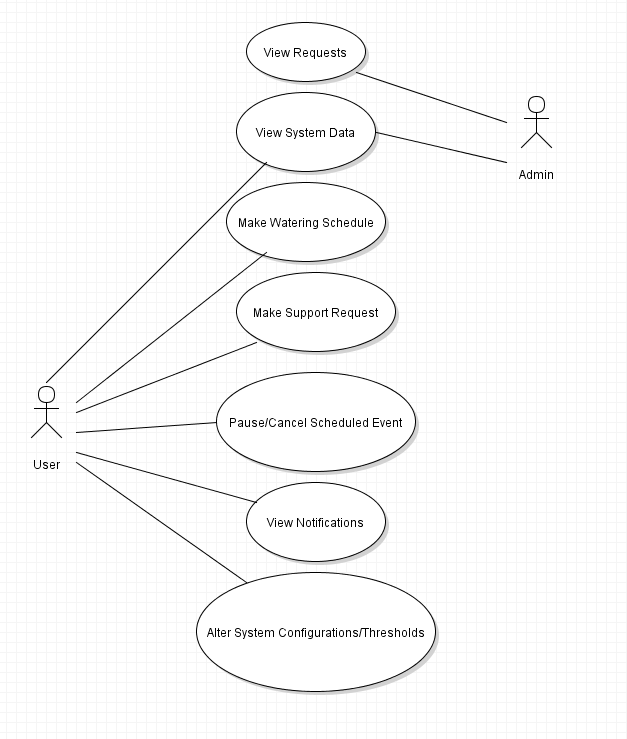 View Requests
View System Data
Admin
Make Watering Schedule
Make Support Request
Pause/Cancel Scheduled Event
User
View Notifications
Alter System Configurations/Thresholds